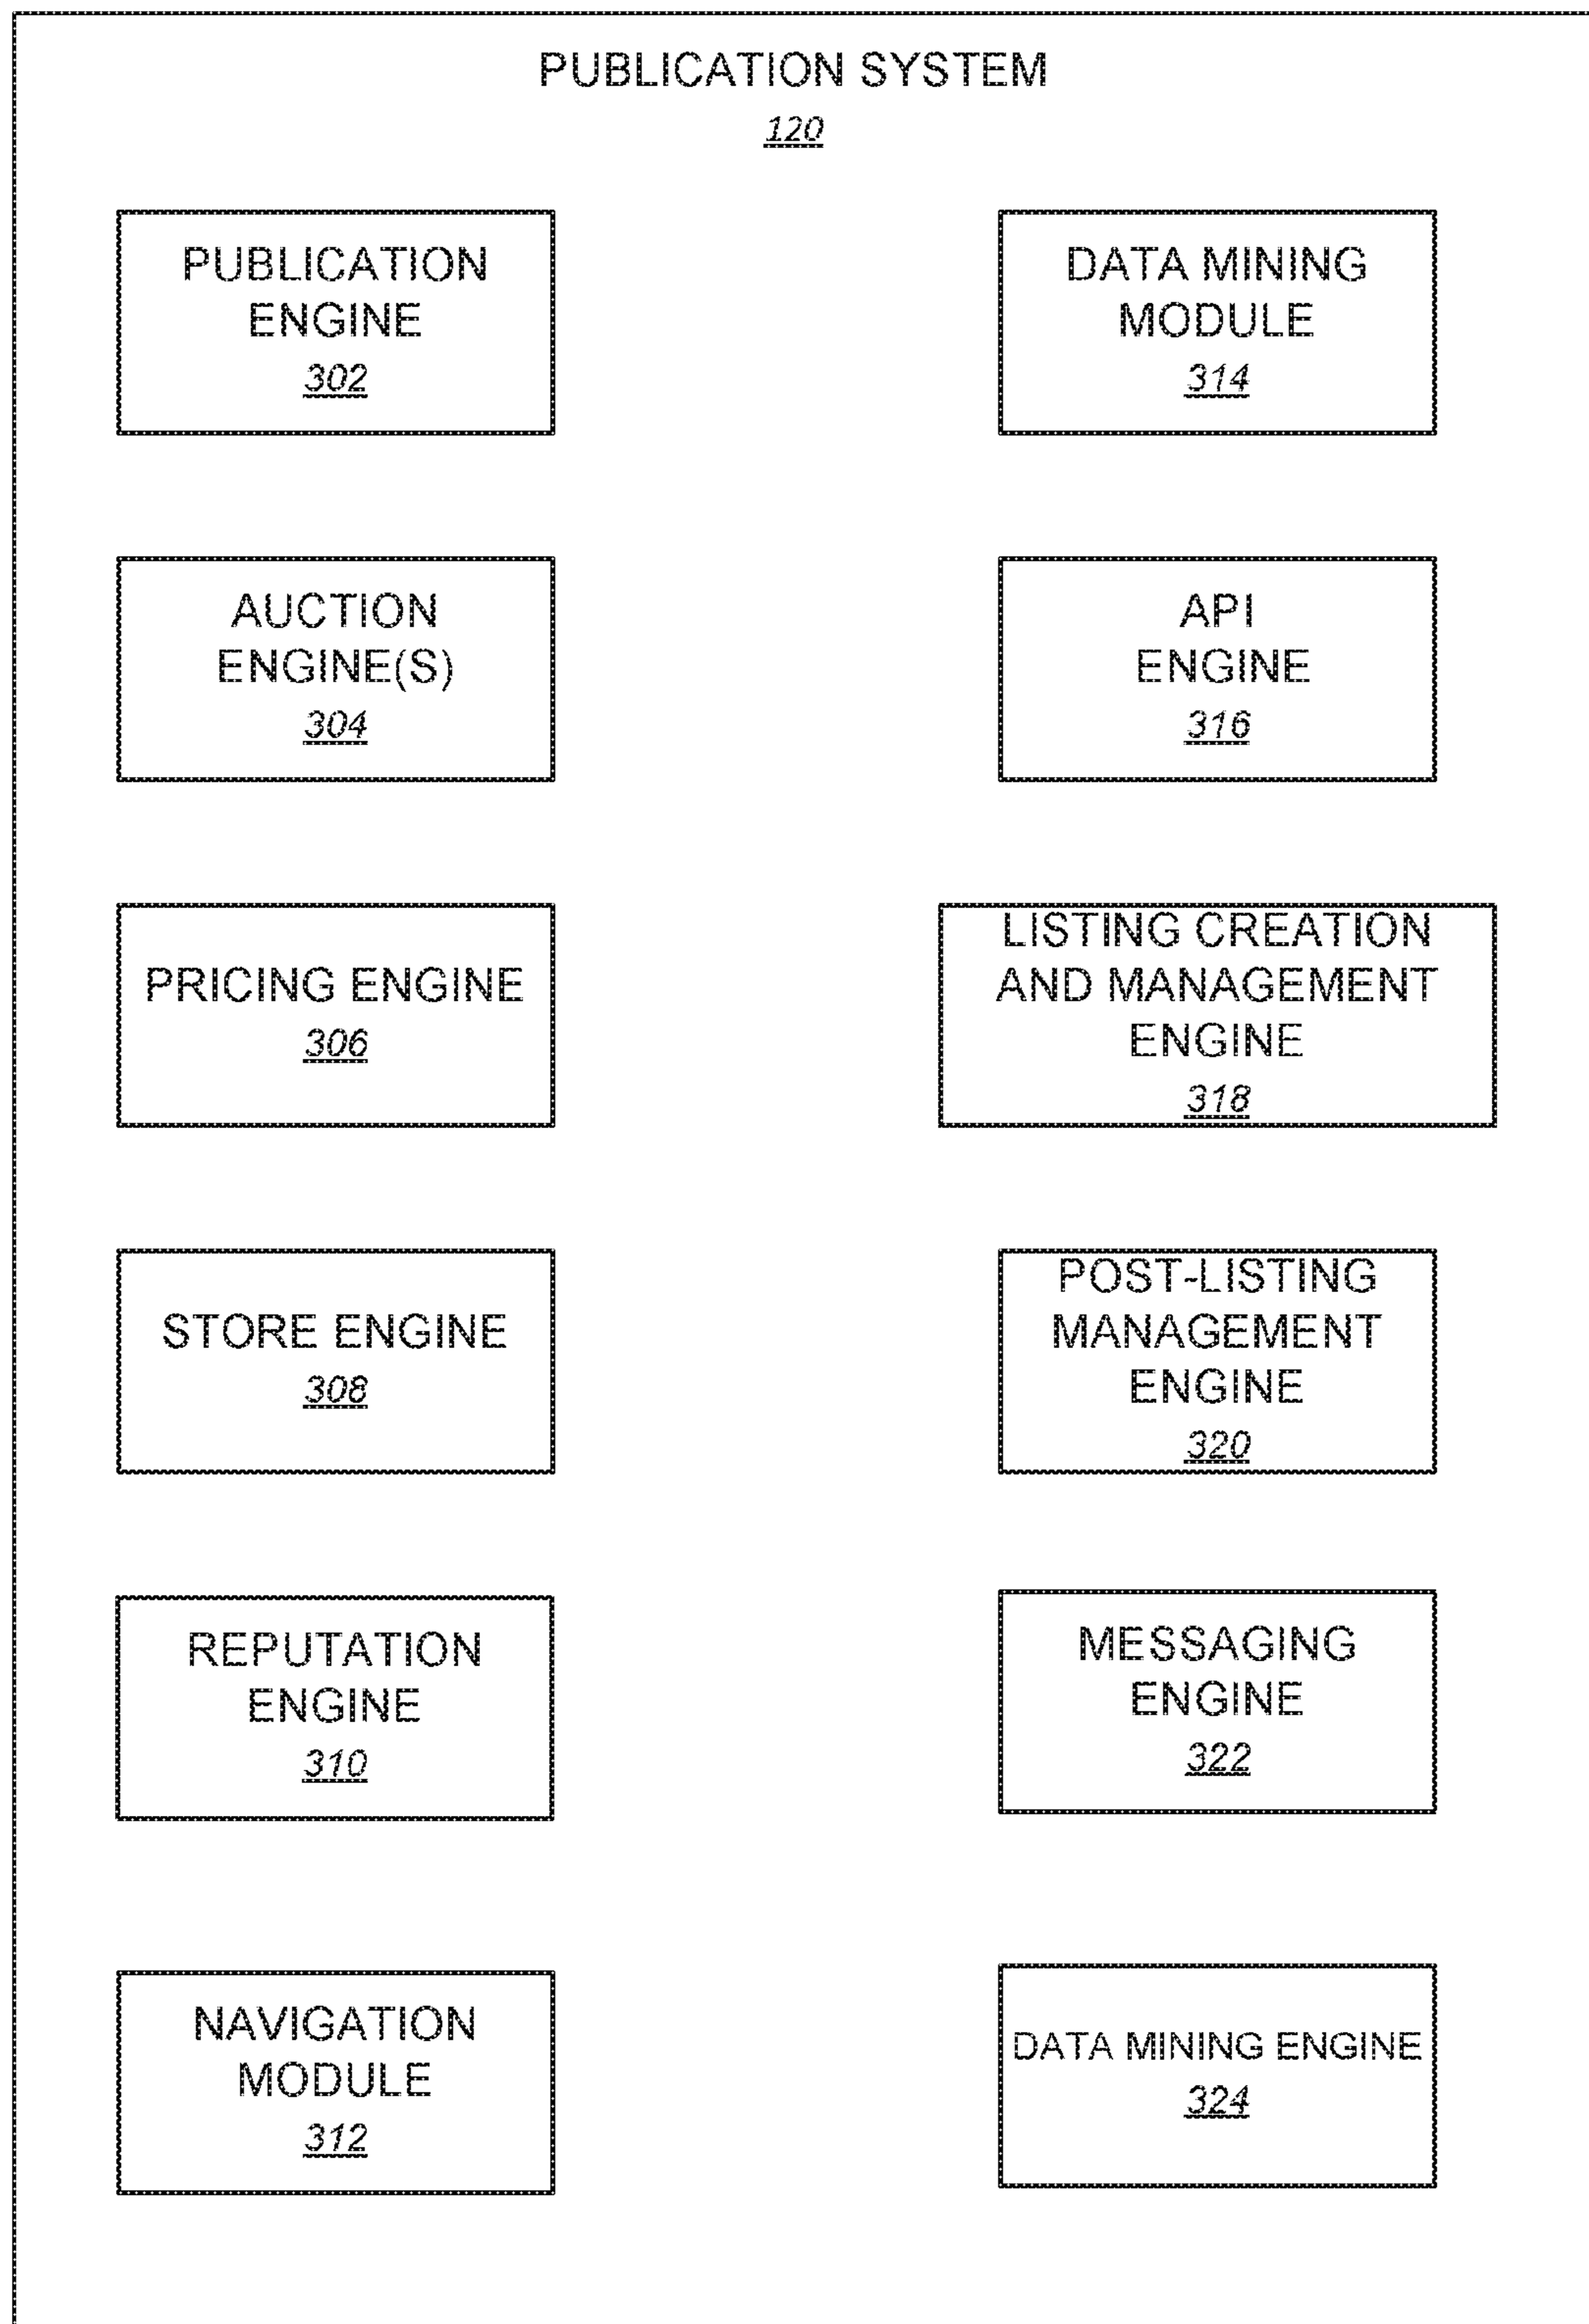 PUBLICATION SYSTEM
120
PUBLICATION
ENGINE
302
DATA MINING
MODULE
314
AUCTION
ENGINE(S)
304
API
ENGINE
316
PRICING ENGINE
306
LISTING CREATION
AND MANAGEMENT
ENGINE
318
STORE ENGINE
308
POST-LISTING
MANAGEMENT
ENGINE
320
REPUTATION
ENGINE
310
MESSAGING
ENGINE
322
NAVIGATION
MODULE
312
DATA MINING ENGINE
324